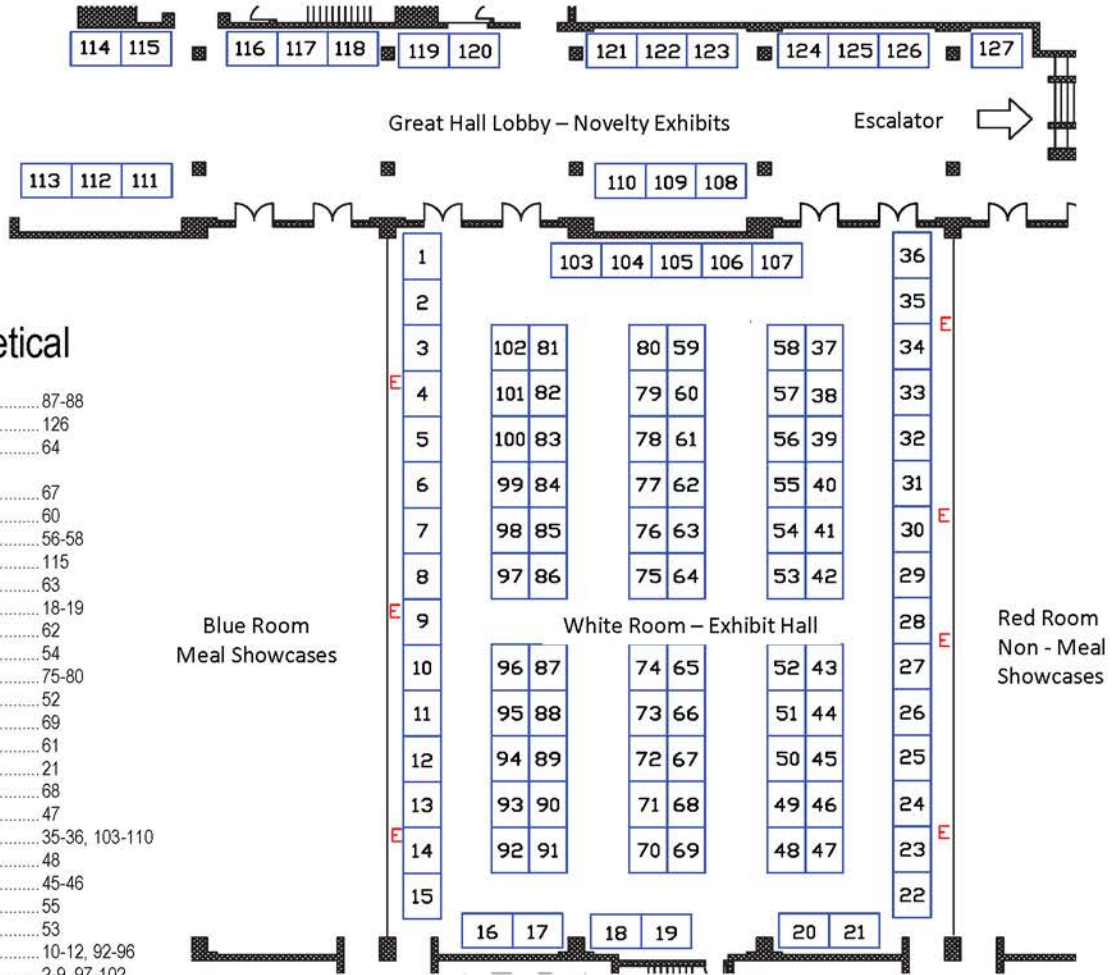 114 115 116 117 118 119 120 121 122 123 124 125 126 127
Great Hall Lobby – Novelty Exhibits Escalator
113 112 111 110 109 108
103 104 105 106 107
1 36
2 35
etical
3 102 81 80 59 58 37 34
E
E 4 101 82 79 60 57 38 33
5 100 83 78 61 56 39 32
6 99 84 77 62 55 40 31
7 98 85 76 63 54 41 30 E
8 97 86 75 64 53 42 29
E 9 28
Blue Room
Meal Showcases
White Room – Exhibit Hall
E
Red Room
Non - Meal
Showcases
10 96 87 74 65 52 43 27
11 95 88 73 66 51 44 26
12 94 89 72 67 50 45 25
13 93 90 71 68 49 46 24
E 14 92 91 70 69 48 47 23 E
15 22
16 17 18 19 20 21
......... 87-88
......... 126
......... 64
......... 67
......... 60
......... 56-58
......... 115
......... 63
......... 18-19
......... 62
......... 54
......... 75-80
......... 52
......... 69
......... 61
......... 21
......... 68
......... 47
......... 35-36, 103-110
......... 48
......... 45-46
......... 55
......... 53
......... 10-12, 92-96
......... 2-9, 97-102